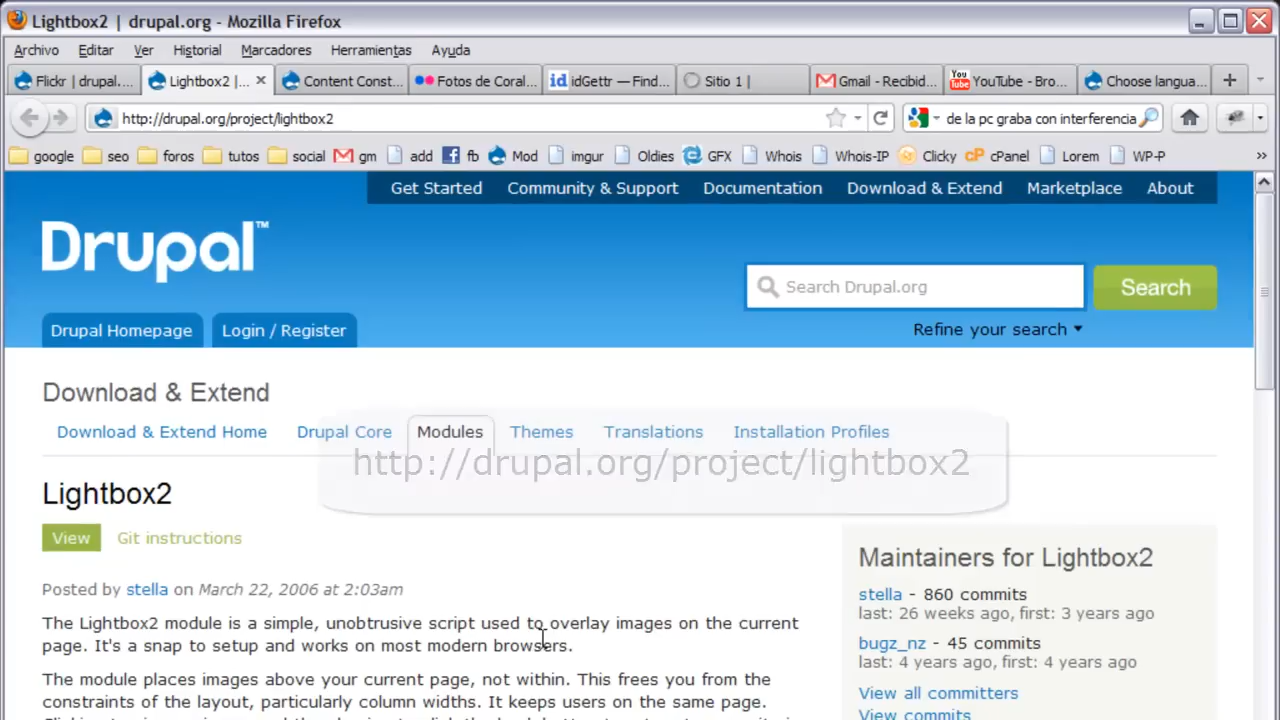 Lightbox2 | drupal.org - Mozilla Firefox
Archivo Editar Ver Historial Marcadores Herramientas Ayuda
Flickr | drupal.... Lightbox2 |... Content Const... Fotos de Coral... id idGettr — Find... Sitio 1 | Gmail - Recibid... YouTube - Bro... Choose langua...
http://drupal.org/project/lightbox2 de la pc graba con interferencia
google seo foros tutos social gm add fb Mod imgur Oldies GFX Whois Whois-IP Clicky cP cPanel Lorem WP-P »
Get Started Community & Support Documentation Download & Extend Marketplace About
Drupal™
Search Drupal.org Search
Refine your search
Drupal Homepage Login / Register
Download & Extend
Download & Extend Home Drupal Core Modules Themes Translations Installation Profiles
http://drupal.org/project/lightbox2
Lightbox2
View Git instructions
Posted by stella on March 22, 2006 at 2:03am
The Lightbox2 module is a simple, unobtrusive script used to overlay images on the current
page. It's a snap to setup and works on most modern browsers.
The module places images above your current page, not within. This frees you from the
constraints of the layout, particularly column widths. It keeps users on the same page.
Maintainers for Lightbox2
stella - 860 commits
last: 26 weeks ago, first: 3 years ago
bugz_nz - 45 commits
last: 4 years ago, first: 4 years ago
View all committers
View commits